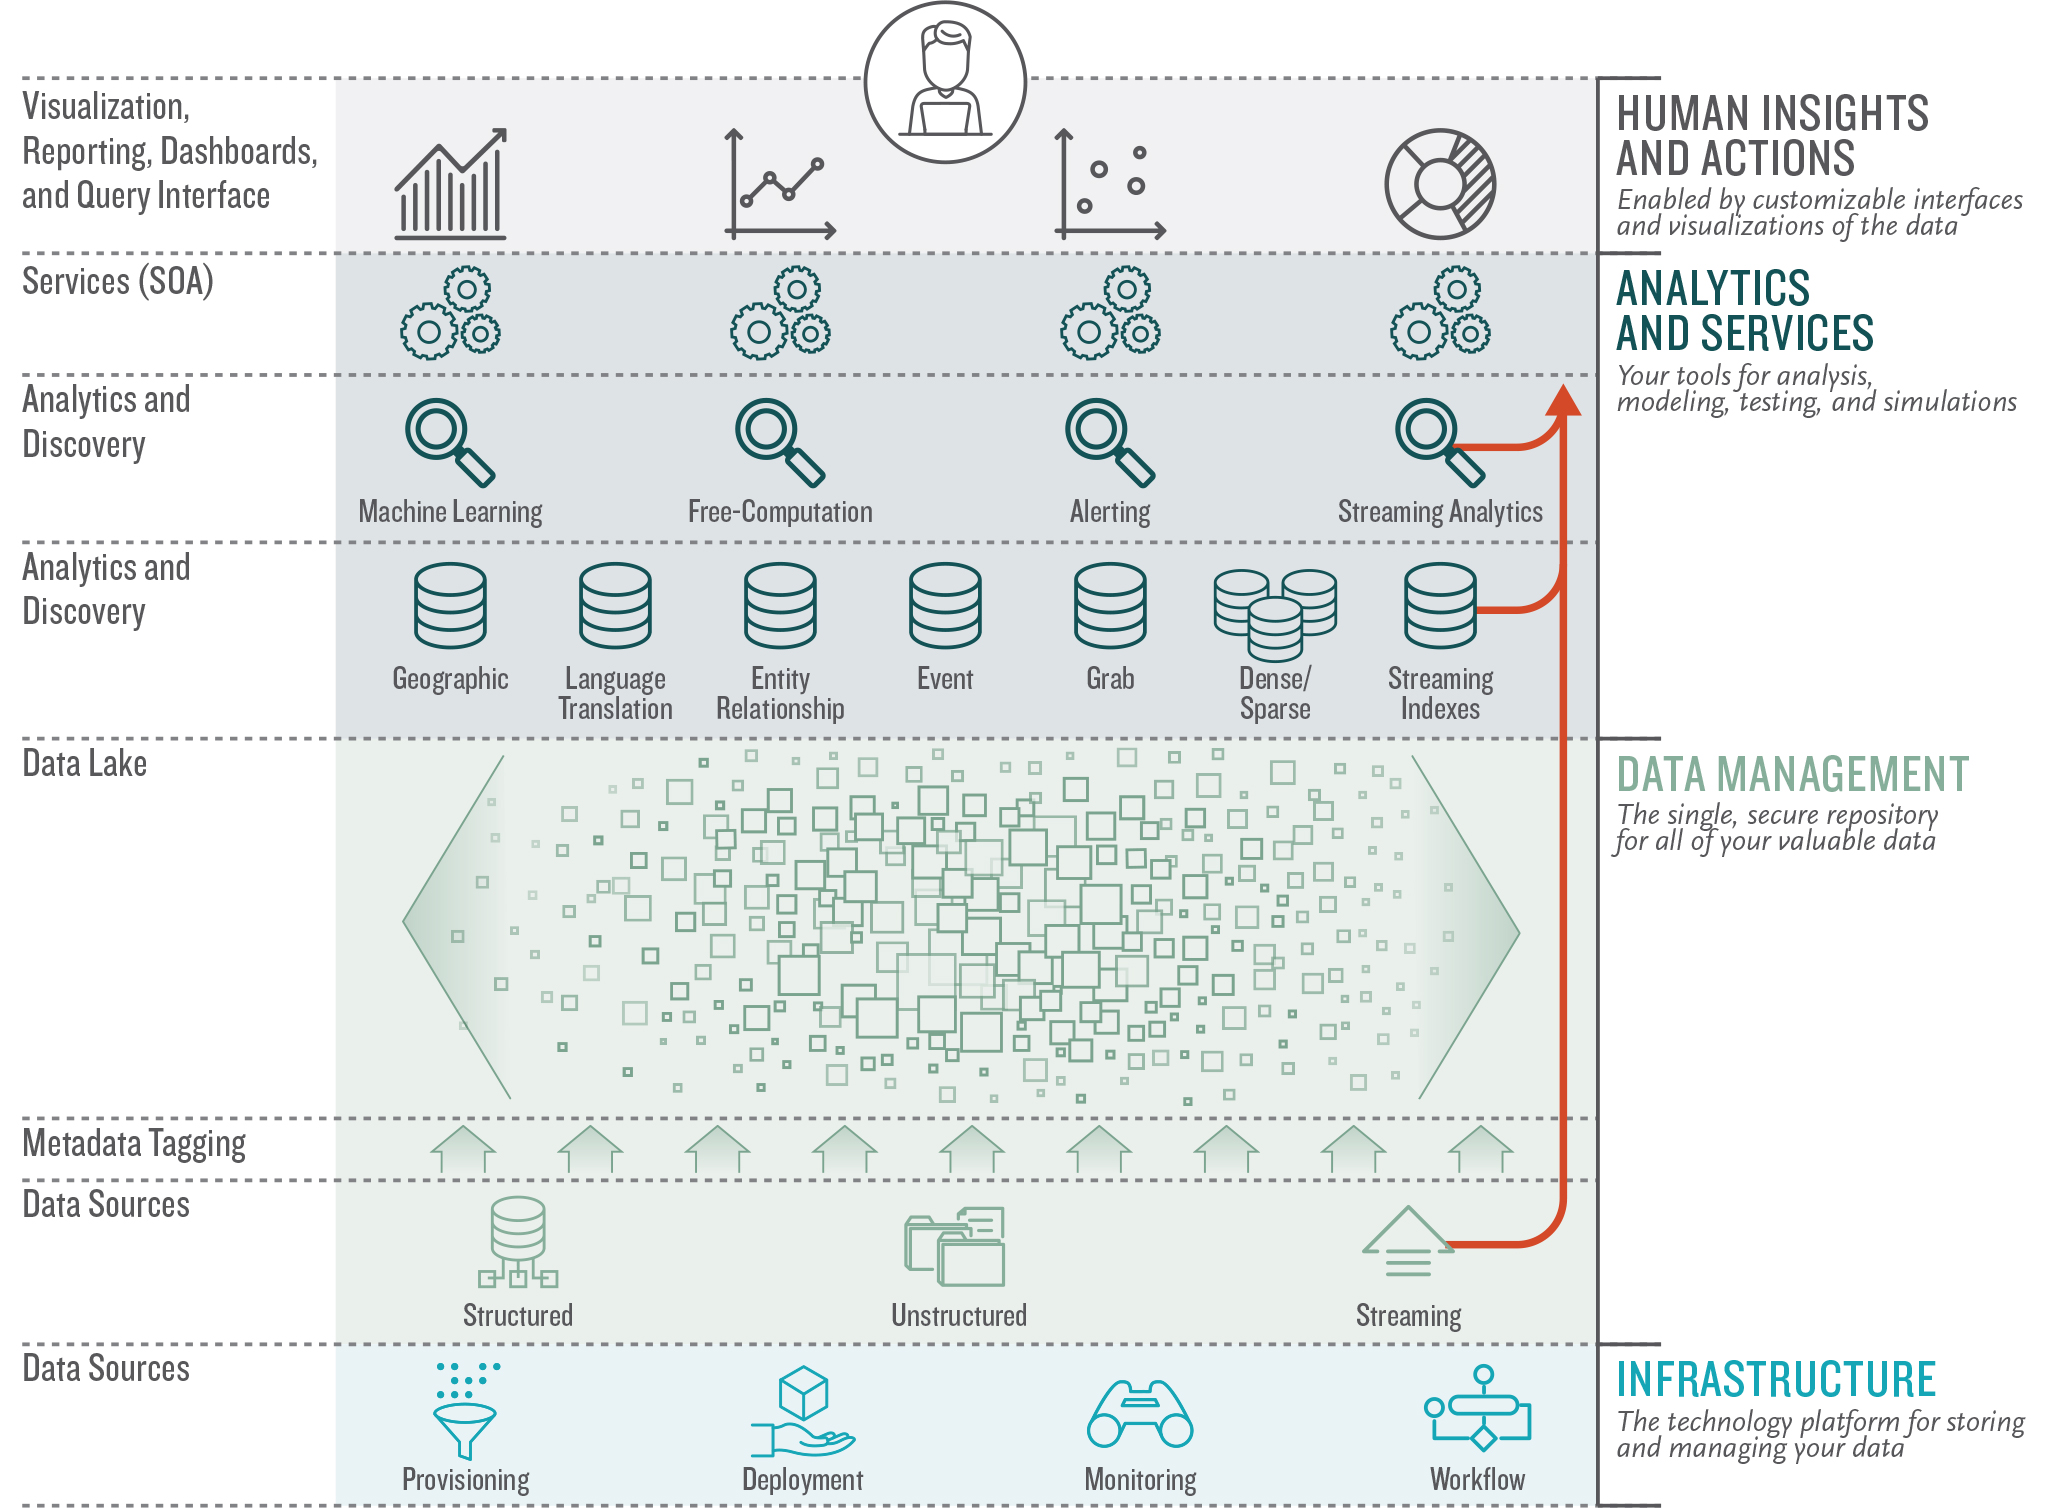 Visualization,
Reporting, Dashboards,
and Query Interface
HUMAN INSIGHTS
AND ACTIONS
Enabled by customizable interfaces
and visualizations of the data
Services (SOA)
ANALYTICS
AND SERVICES
Your tools for analysis,
modeling, testing, and simulations
Analytics and
Discovery
Machine Learning
Free-Computation
Alerting
Streaming Analytics
Analytics and
Discovery
Geographic
Language
Translation
Entity
Relationship
Event
Grab
Dense/
Sparse
Streaming
Indexes
Data Lake
DATA MANAGEMENT
The single, secure repository
for all of your valuable data
Metadata Tagging
Data Sources
Structured
Unstructured
Streaming
Data Sources
Provisioning
Deployment
Monitoring
Workflow
INFRASTRUCTURE
The technology platform for storing
and managing your data